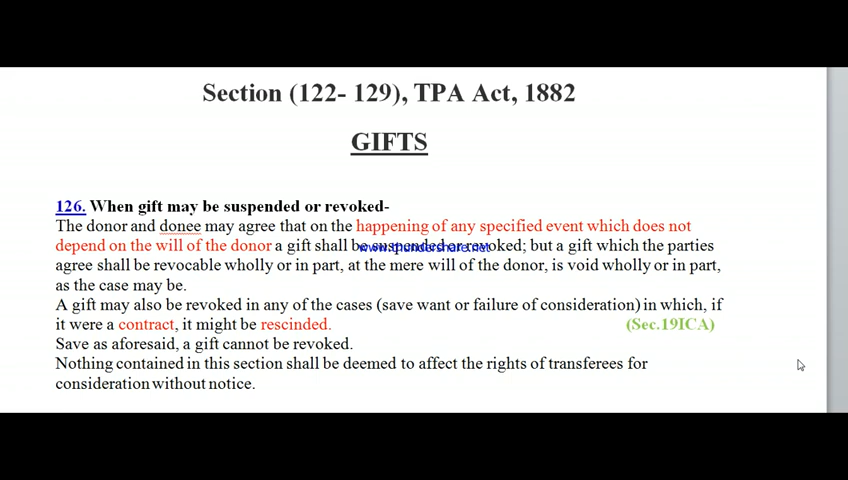 Section (122- 129), TPA Act, 1882
GIFTS
126. When gift may be suspended or revoked-
The donor and donee may agree that on the happening of any specified event which does not
depend on the will of the donor a gift shall be suspended or revoked; but a gift which the parties
agree shall be revocable wholly or in part, at the mere will of the donor, is void wholly or in part,
as the case may be.
A gift may also be revoked in any of the cases (save want or failure of consideration) in which, if
it were a contract, it might be rescinded. (Sec.19ICA)
Save as aforesaid, a gift cannot be revoked.
Nothing contained in this section shall be deemed to affect the rights of transferees for
consideration without notice.